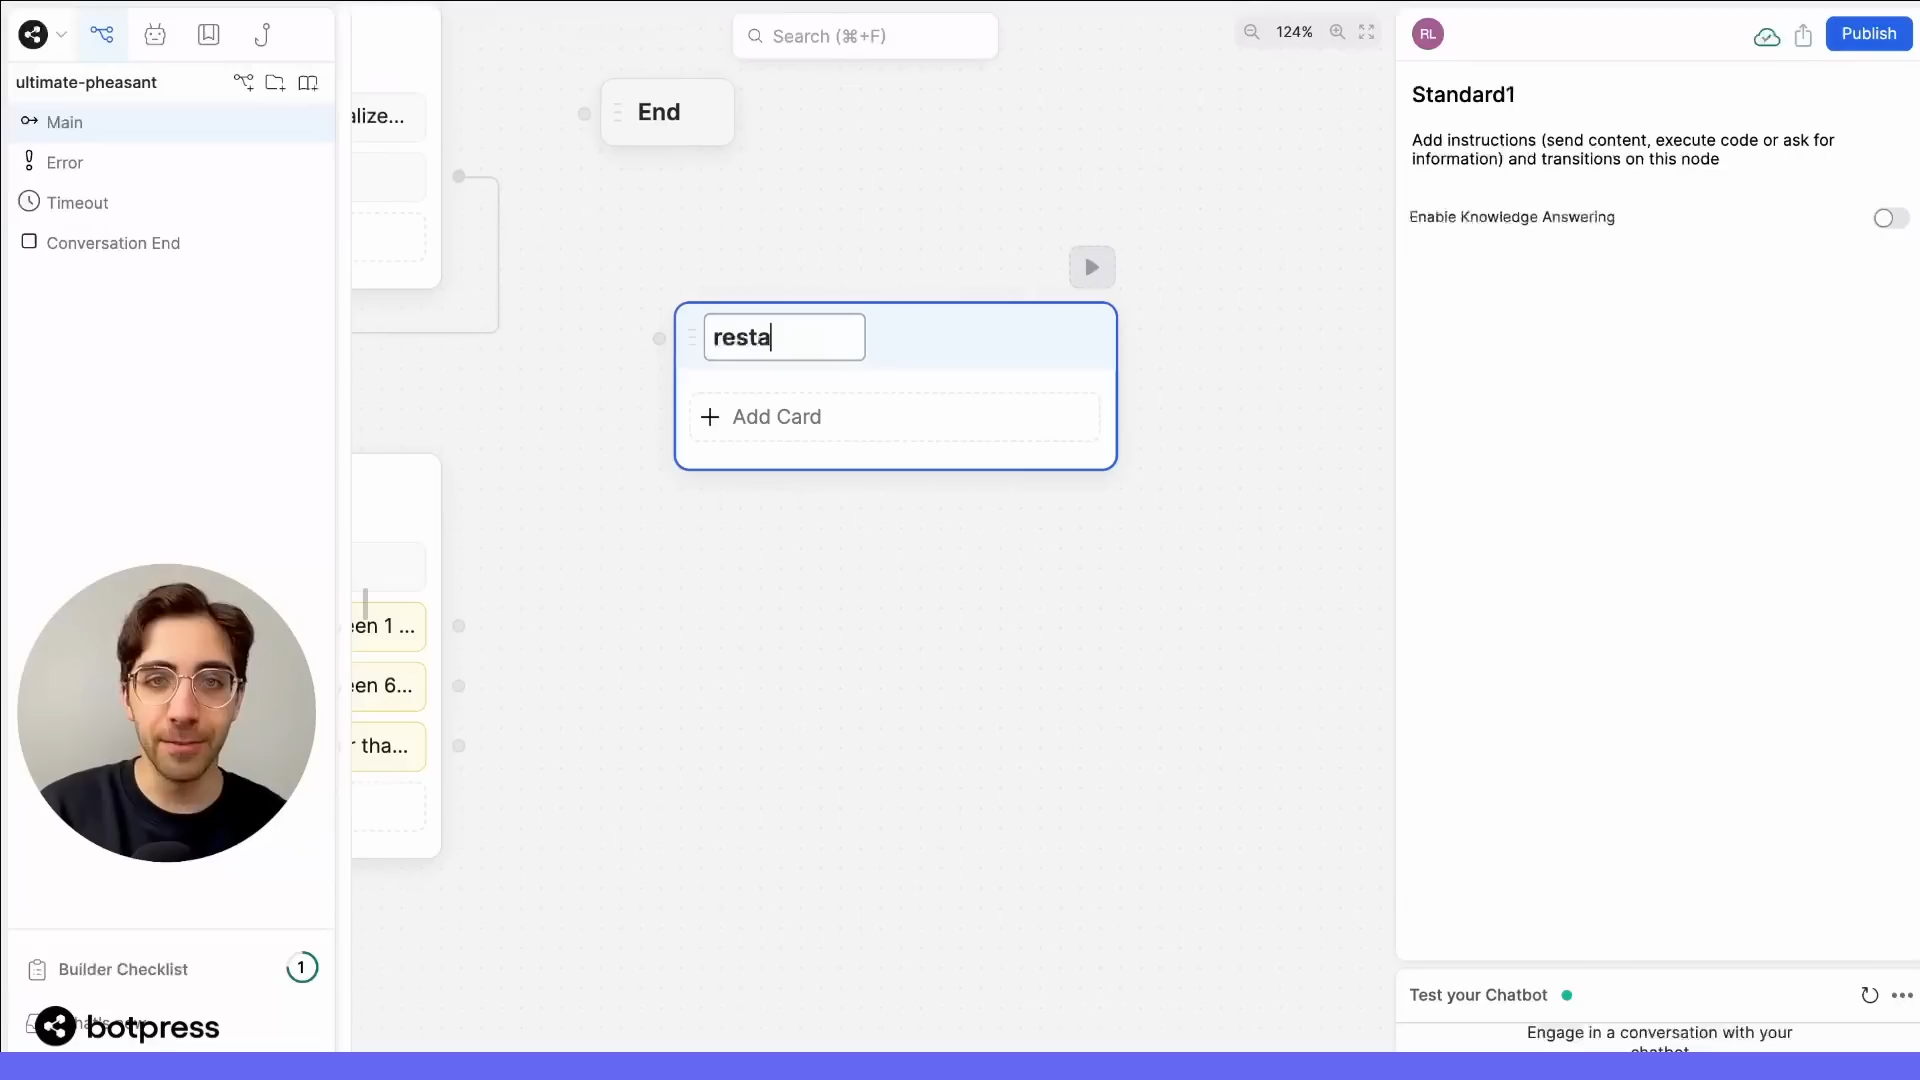 Search (⌘+F)
124%
RL
Publish
ultimate-pheasant
Main
Error
Timeout
Conversation End
alize...
End
Standard1
Add instructions (send content, execute code or ask for
information) and transitions on this node
Enable Knowledge Answering
resta
Add Card
een 1 ...
een 6...
r tha...
Builder Checklist
1
botpress
Test your Chatbot
Engage in a conversation with your
chatbot